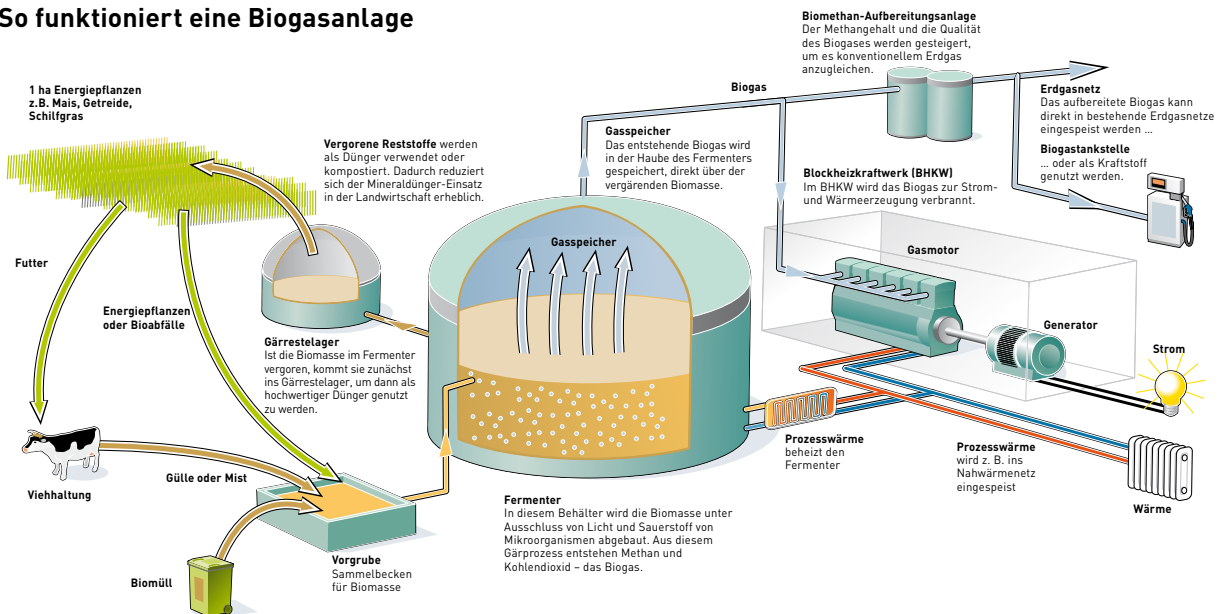 So funktioniert eine Biogasanlage
Biomethan-Aufbereitungsanlage
Der Methangehalt und die Qualität
des Biogases werden gesteigert,
um es konventionellem Erdgas
anzugleichen.
1 ha Energiepflanzen
z.B. Mais, Getreide,
Schilfgras
Biogas
Erdgasnetz
Das aufbereitete Biogas kann
direkt in bestehende Erdgasnetze
eingespeist werden …
Biogastankstelle
… oder als Kraftstoff
genutzt werden.
Vergorene Reststoffe werden
als Dünger verwendet oder
kompostiert. Dadurch reduziert
sich der Mineraldünger-Einsatz
in der Landwirtschaft erheblich.
Gasspeicher
Das entstehende Biogas wird
in der Haube des Fermenters
gespeichert, direkt über der
vergärenden Biomasse.
Blockheizkraftwerk (BHKW)
Im BHKW wird das Biogas zur Strom-
und Wärmeerzeugung verbrannt.
Gasspeicher
Gasmotor
Futter
Energiepflanzen
oder Bioabfälle
Generator
Gärrestelager
Ist die Biomasse im Fermenter
vergoren, kommt sie zunächst
ins Gärrestelager, um dann als
hochwertiger Dünger genutzt
zu werden.
Strom
Prozesswärme
beheizt den
Fermenter
Prozesswärme
wird z. B. ins
Nahwärmenetz
eingespeist
Wärme
Viehhaltung
Gülle oder Mist
Fermenter
In diesem Behälter wird die Biomasse unter
Ausschluss von Licht und Sauerstoff von
Mikroorganismen abgebaut. Aus diesem
Gärprozess entstehen Methan und
Kohlendioxid – das Biogas.
Vorgrube
Sammelbecken
für Biomasse
Biomüll